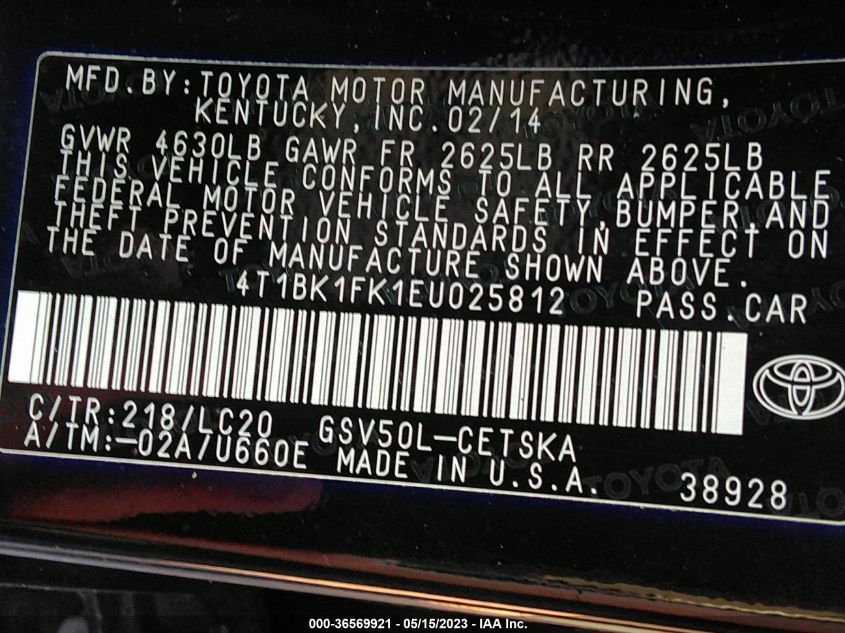 MFD.BY:TOYOTA MOTOR MANUFACTURING,
KENTUCKY,INC.02/14
GVWR 4630LB GAWR FR 2625LB RR 2625LB
THIS VEHICLE CONFORMS TO ALL APPLICABLE
FEDERAL MOTOR VEHICLE SAFETY,BUMPER,AND
THEFT PREVENTION STANDARDS IN EFFECT ON
THE DATE OF MANUFACTURE SHOWN ABOVE.
4T1BK1FK1EU025812 PASS.CAR
C/TR:218/LC20 GSV50L-CETSKA
A/TM:-02A/U660E MADE IN U.S.A. 38928
000-36569921 - 05/15/2023 - IAA Inc.